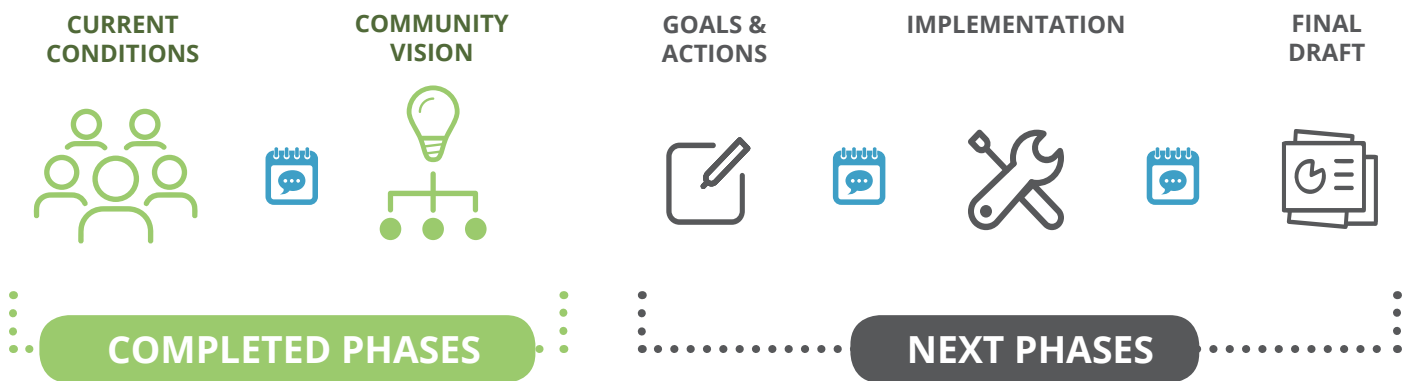 CURRENT
CONDITIONS
COMMUNITY
VISION
GOALS &
ACTIONS
IMPLEMENTATION
FINAL
DRAFT
COMPLETED PHASES
NEXT PHASES